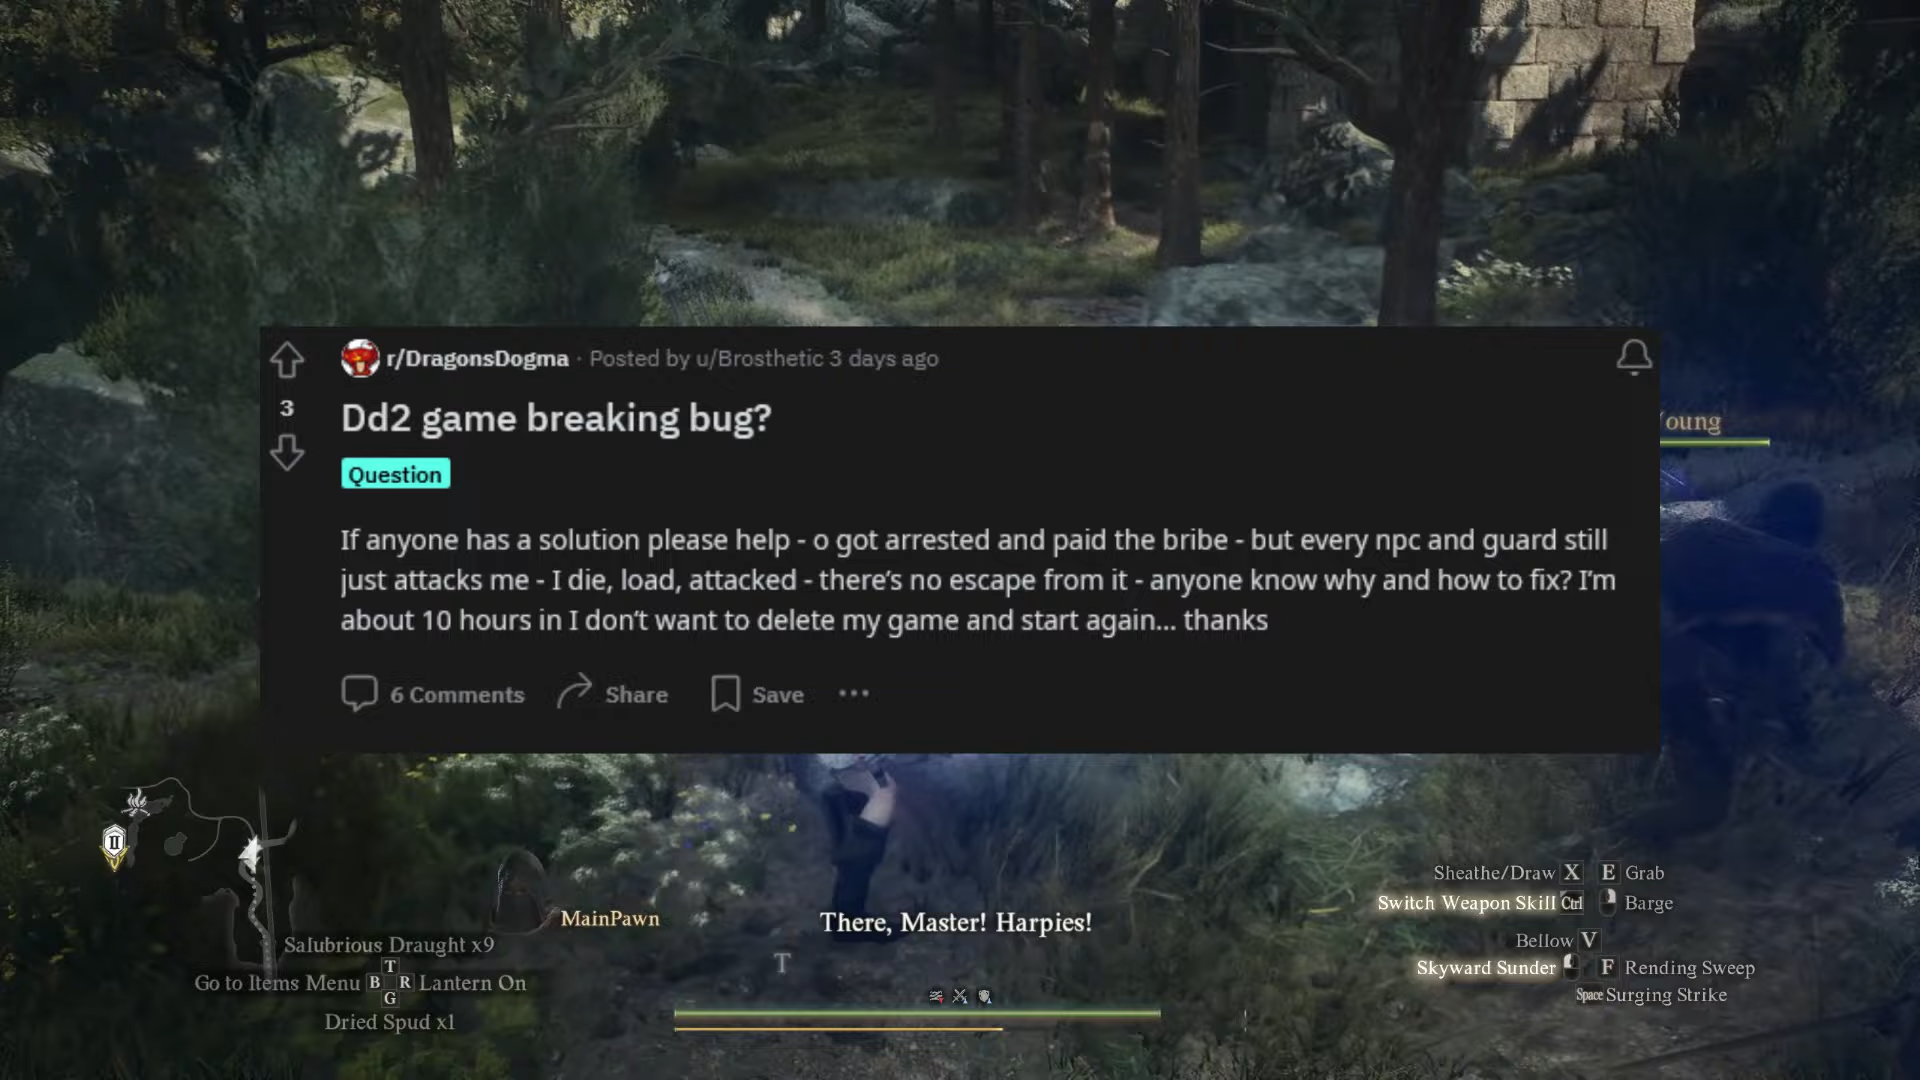 r/DragonsDogma · Posted by u/Brosthetic 3 days ago
3
Dd2 game breaking bug?
Question
If anyone has a solution please help - o got arrested and paid the bribe - but every npc and guard still
just attacks me - I die, load, attacked - there's no escape from it - anyone know why and how to fix? I'm
about 10 hours in I don't want to delete my game and start again... thanks
6 Comments Share Save ...
oung
II
MainPawn
There, Master! Harpies!
T
Salubrious Draught x9
T
Go to Items Menu B R Lantern On
G
Dried Spud x1
Sheathe/Draw X E Grab
Switch Weapon Skill Ctrl Barge
Bellow V
Skyward Sunder F Rending Sweep
Space Surging Strike